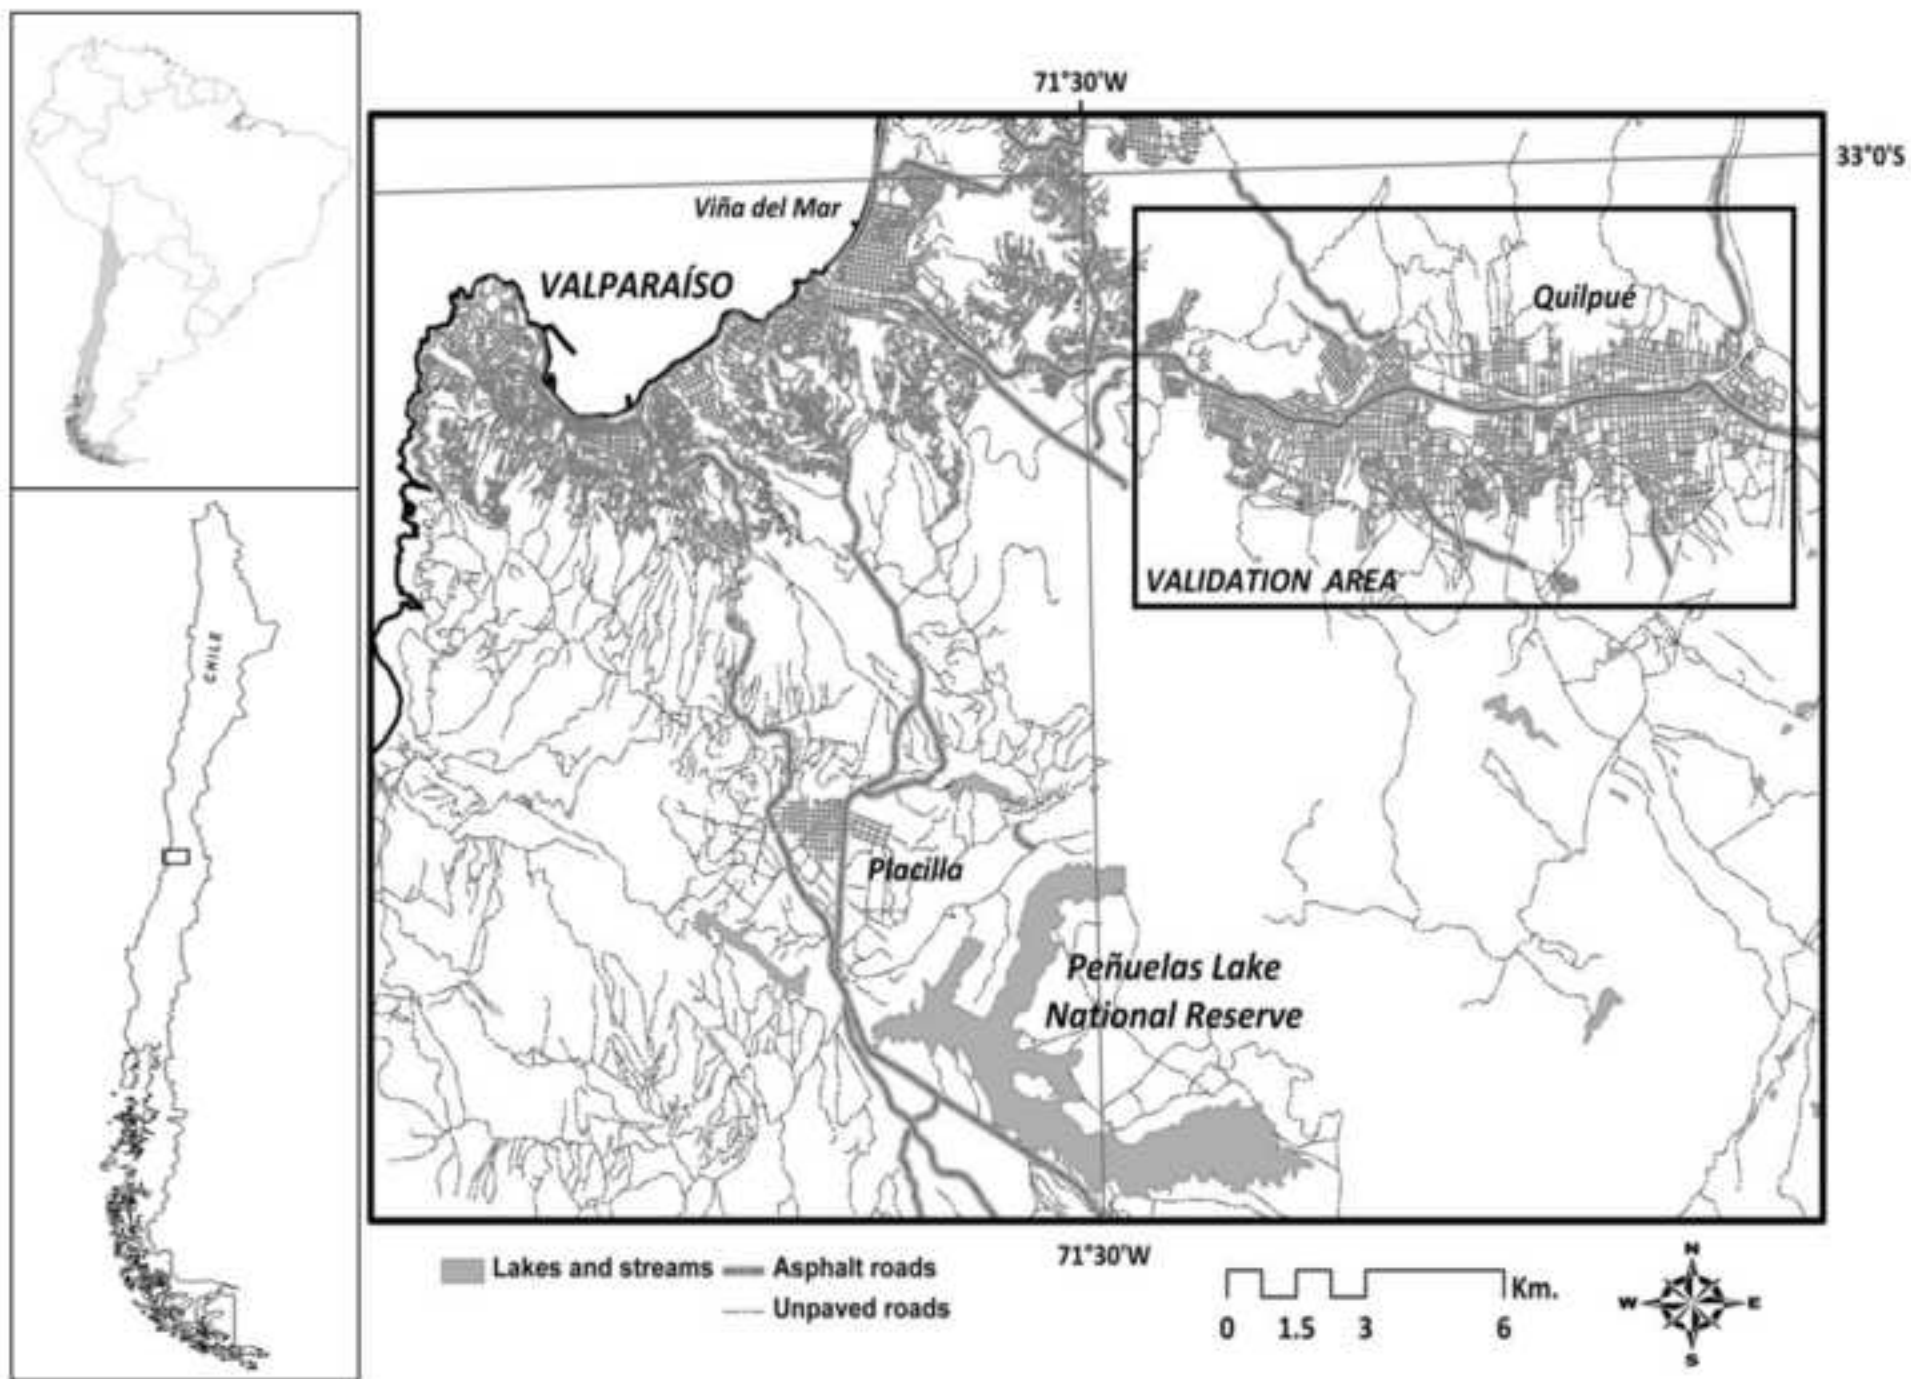 71°30'W
33°0'S
Viña del Mar
VALPARAÍSO
Quilpué
VALIDATION AREA
CHILE
Placilla
Peñuelas Lake
National Reserve
71°30'W
Lakes and streams
Asphalt roads
Unpaved roads
Km.
0 1.5 3 6
N
W E
S